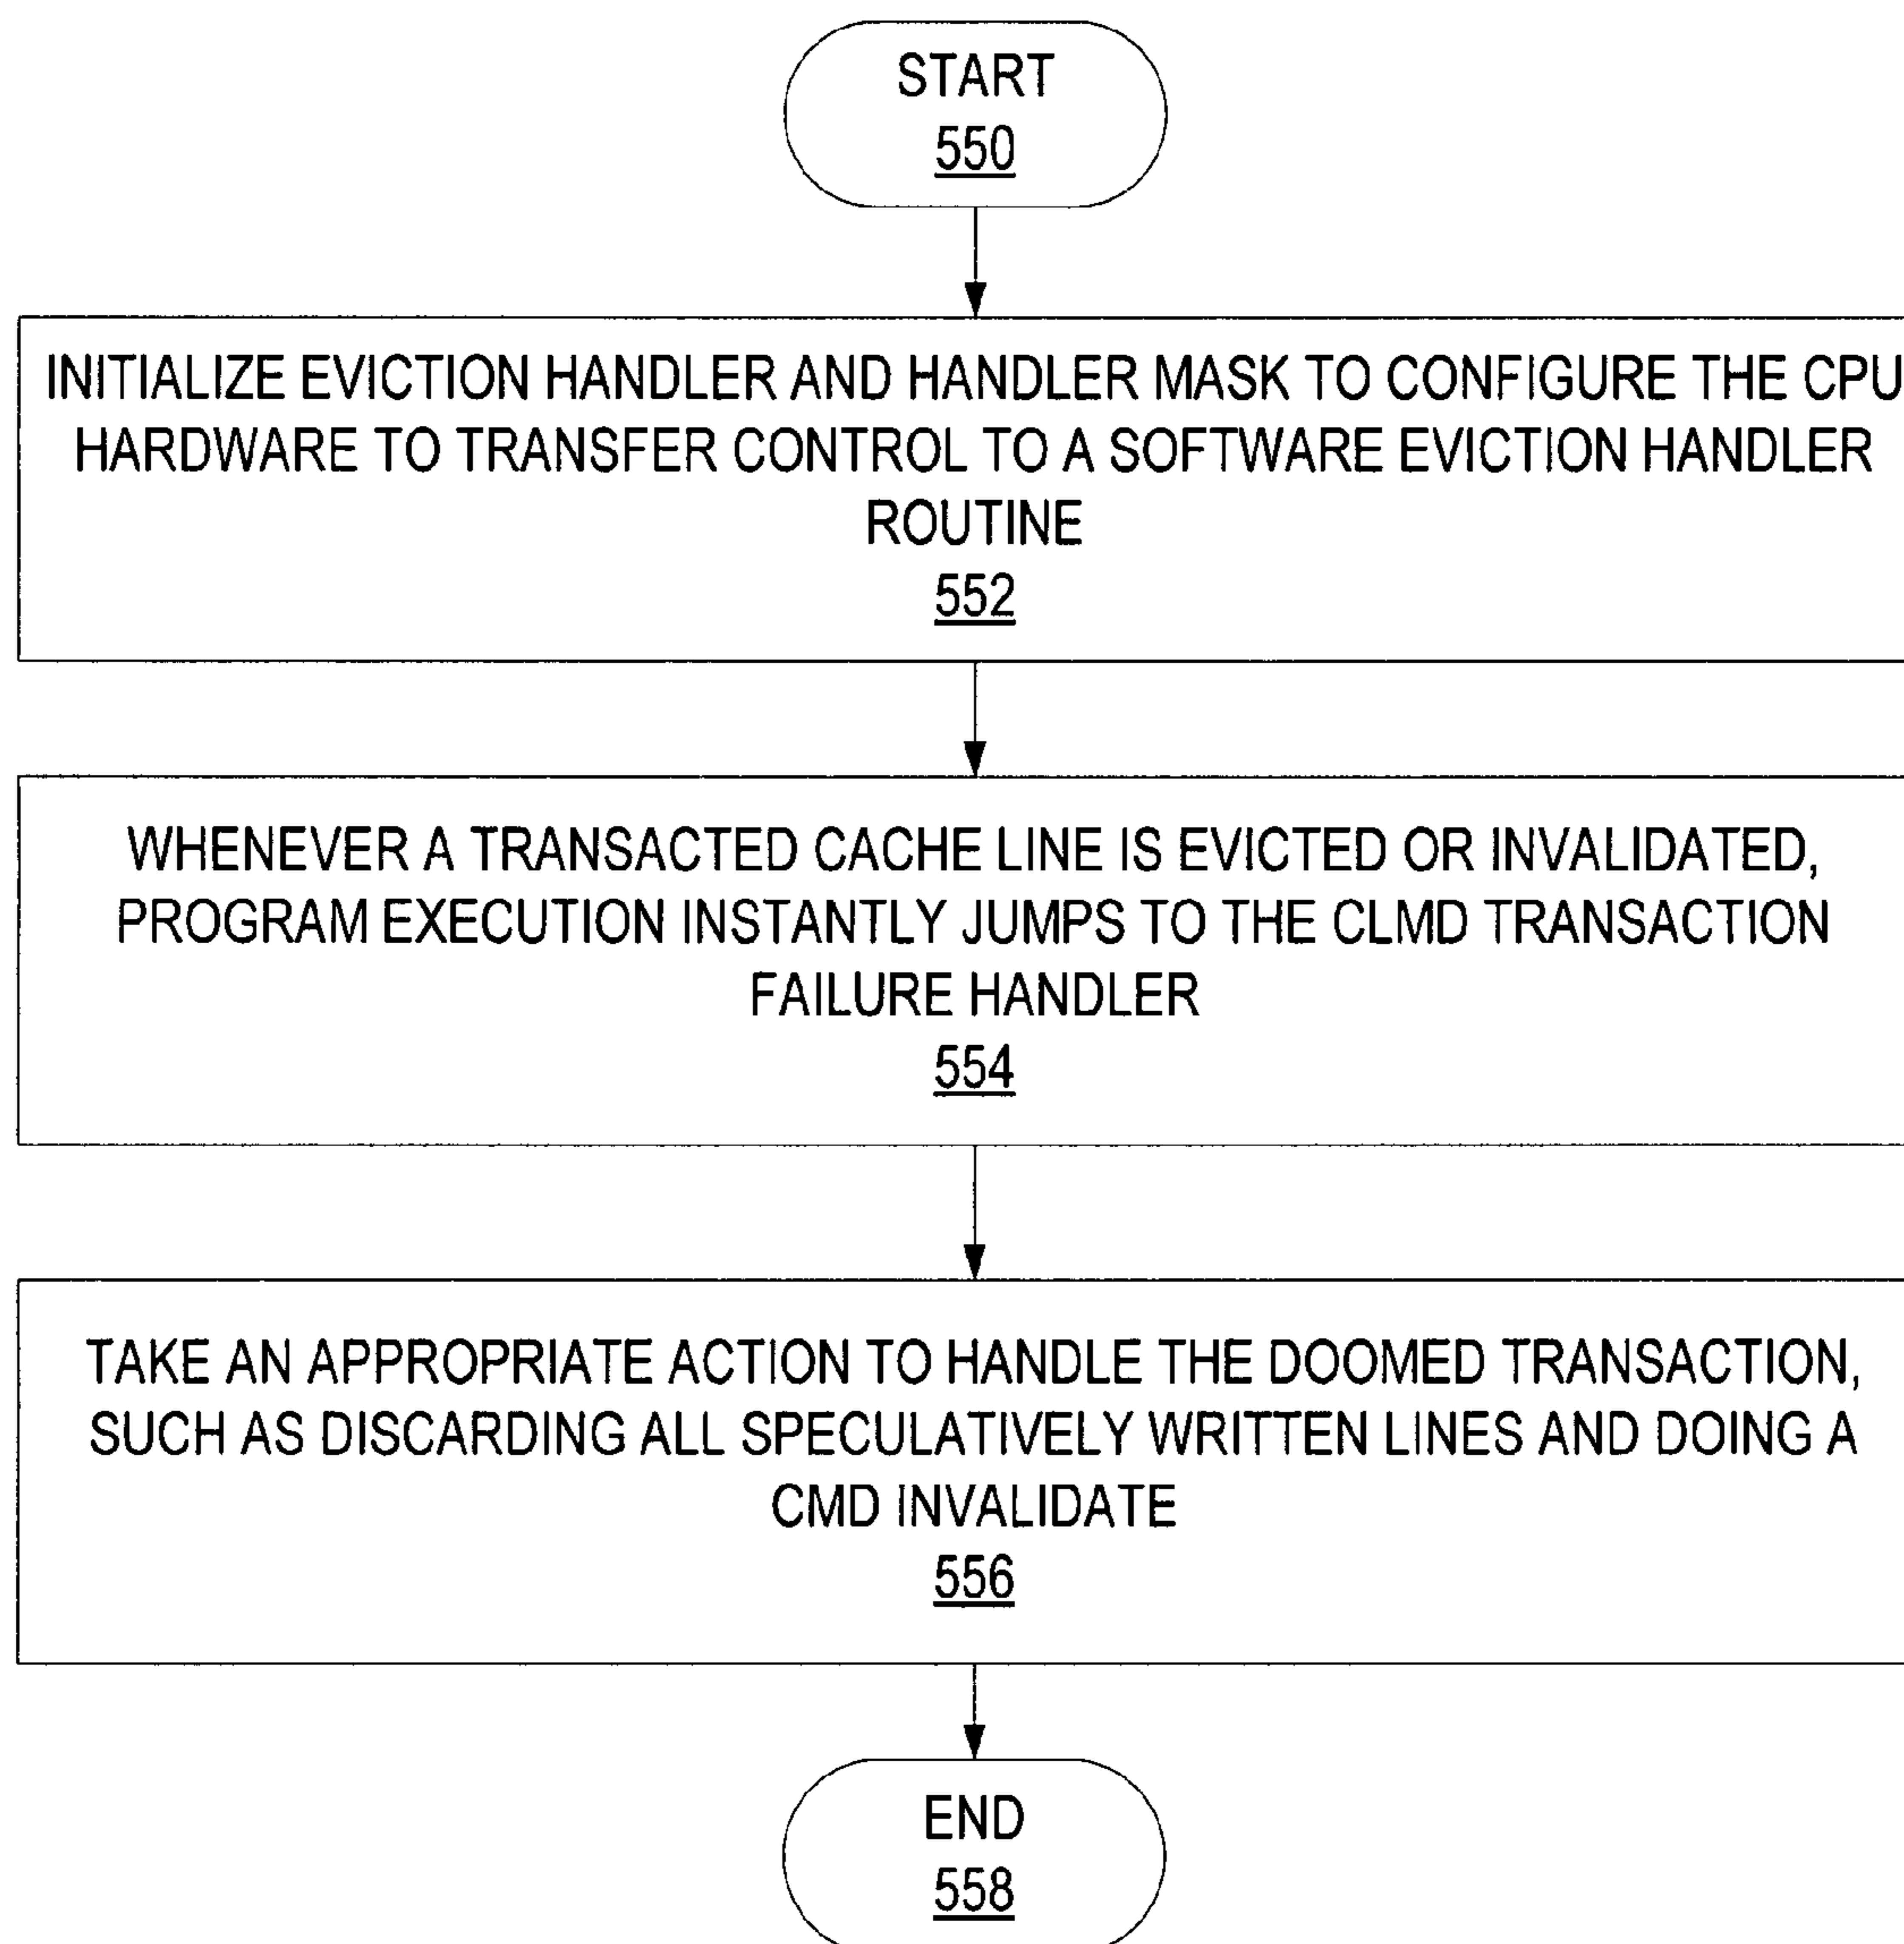 START
550
INITIALIZE EVICTION HANDLER AND HANDLER MASK TO CONFIGURE THE CPU
HARDWARE TO TRANSFER CONTROL TO A SOFTWARE EVICTION HANDLER
ROUTINE
552
WHENEVER A TRANSACTED CACHE LINE IS EVICTED OR INVALIDATED,
PROGRAM EXECUTION INSTANTLY JUMPS TO THE CLMD TRANSACTION
FAILURE HANDLER
554
TAKE AN APPROPRIATE ACTION TO HANDLE THE DOOMED TRANSACTION,
SUCH AS DISCARDING ALL SPECULATIVELY WRITTEN LINES AND DOING A
CMD INVALIDATE
556
END
558